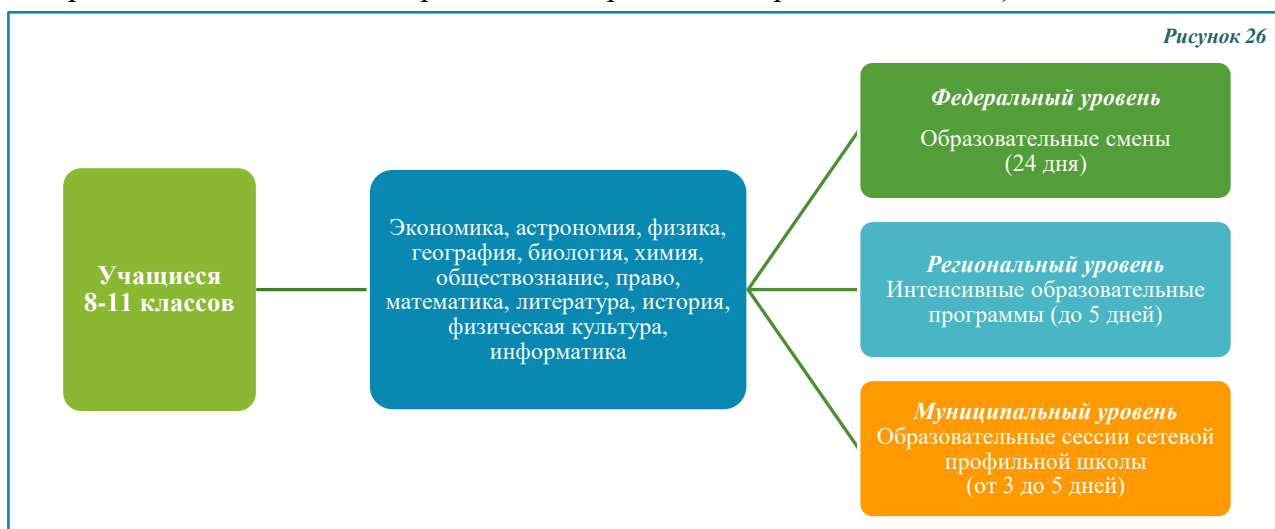 Рисунок 26
Учащиеся
8-11 классов
Экономика, астрономия, физика,
география, биология, химия,
обществознание, право,
математика, литература, история,
физическая культура,
информатика
Федеральный уровень
Образовательные смены
(24 дня)
Региональный уровень
Интенсивные образовательные
программы (до 5 дней)
Муниципальный уровень
Образовательные сессии сетевой
профильной школы
(от 3 до 5 дней)